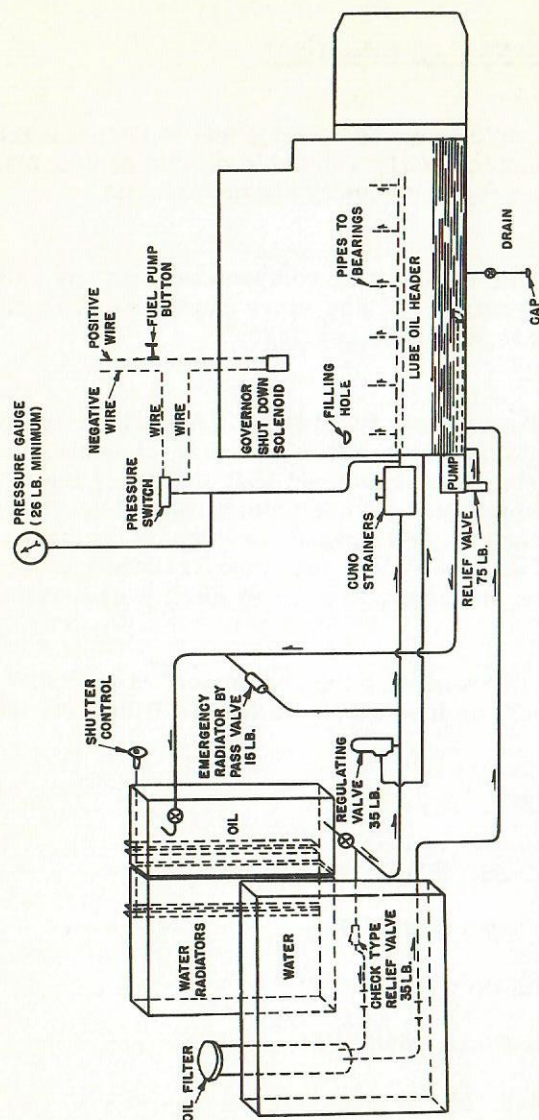 PRESSURE GAUGE
(26 LB. MINIMUM)
POSITIVE
WIRE
NEGATIVE
WIRE
FUEL PUMP
BUTTON
WIRE
WIRE
PRESSURE
SWITCH
GOVERNOR
SHUT DOWN
SOLENOID
FILLING
HOLE
PIPES TO
BEARINGS
LUBE OIL HEADER
SHUTTER
CONTROL
EMERGENCY
RADIATOR BY
PASS VALVE
15 LB.
CUNO
STRAINERS
PUMP
RELIEF VALVE
75 LB.
DRAIN
CAP
OIL
WATER
RADIATORS
WATER
REGULATING
VALVE
35 LB.
CHECK TYPE
RELIEF VALVE
35 LB.
OIL FILTER